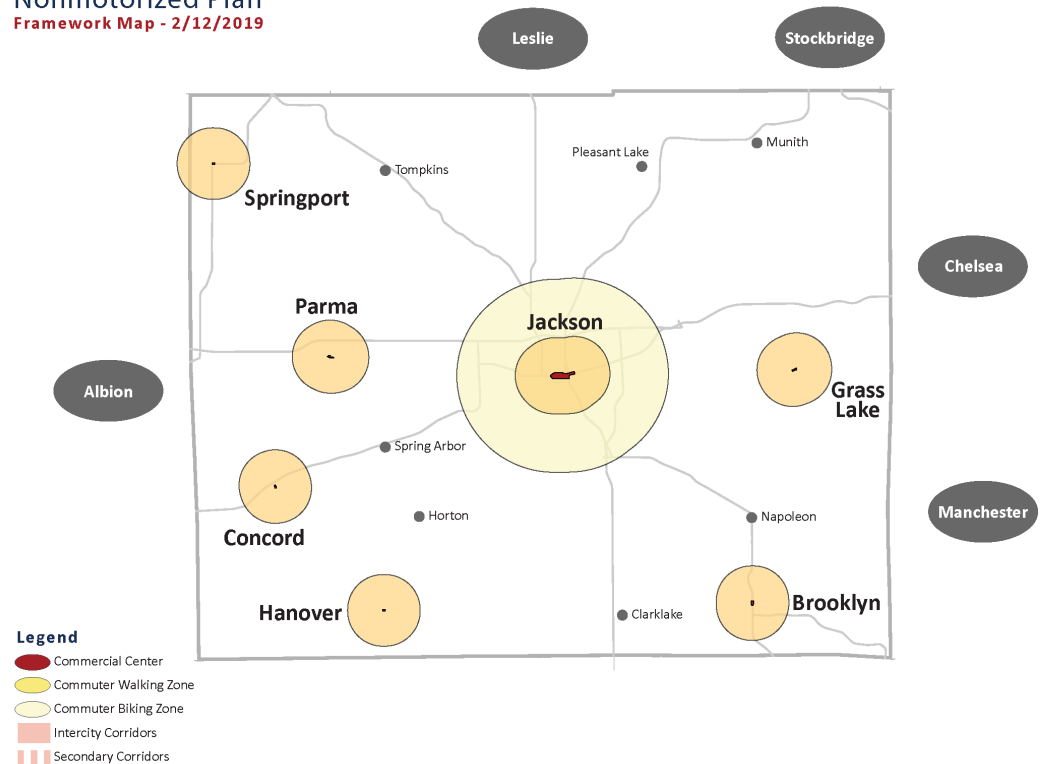 Nonmotorized Plan
Framework Map - 2/12/2019
Leslie
Stockbridge
Munith
Pleasant Lake
Tompkins
Springport
Chelsea
Parma
Jackson
Albion
Grass
Lake
Spring Arbor
Manchester
Horton
Napoleon
Concord
Brooklyn
Hanover
Clarklake
Legend
Commercial Center
Commuter Walking Zone
Commuter Biking Zone
Intercity Corridors
Secondary Corridors